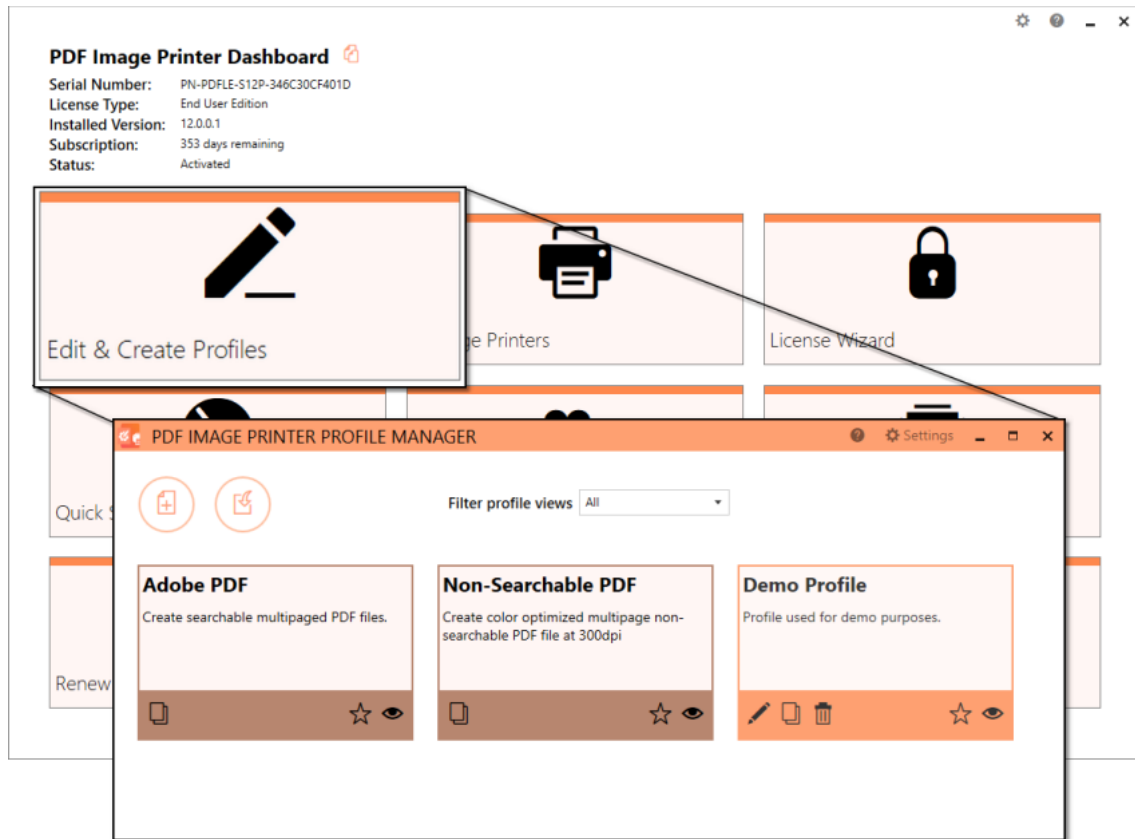 PDF Image Printer Dashboard
Serial Number: PN-PDFLE-S12P-346C30CF401D
License Type: End User Edition
Installed Version: 12.0.0.1
Subscription: 353 days remaining
Status: Activated
Edit & Create Profiles
ge Printers
License Wizard
Quick S
Renew
PDF IMAGE PRINTER PROFILE MANAGER
Settings
Filter profile views All
Adobe PDF
Create searchable multipaged PDF files.
Non-Searchable PDF
Create color optimized multipage non-
searchable PDF file at 300dpi
Demo Profile
Profile used for demo purposes.